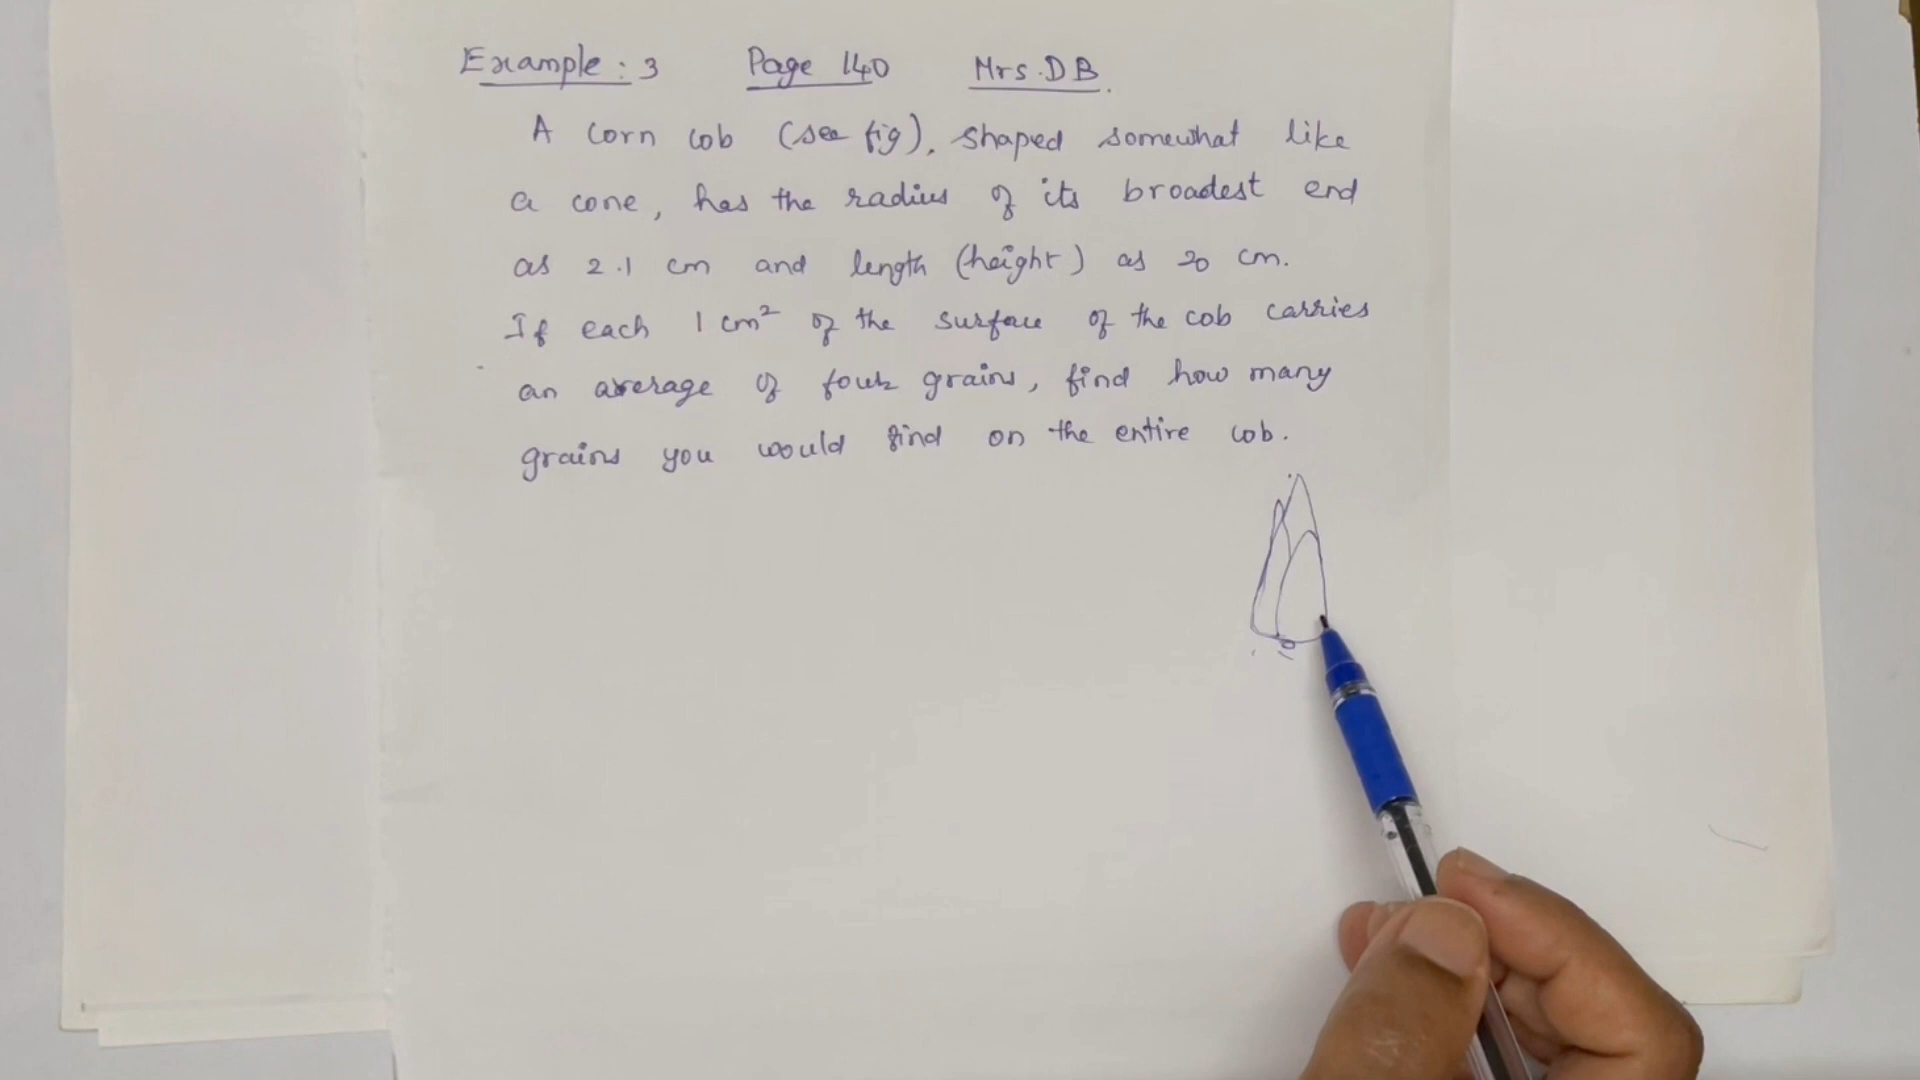 Example : 3 Page 140 Mrs. DB.
A corn cob (see fig), shaped somewhat like
a cone, has the radius of its broadest end
as 2.1 cm and length (height) as 20 cm.
If each 1 cm² of the surface of the cob carries
an average of four grains, find how many
grains you would find on the entire cob.